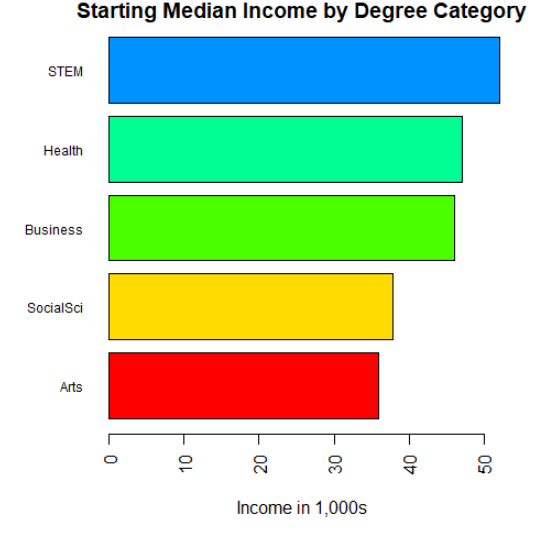 Starting Median Income by Degree Category
STEM
Health
Business
SocialSci
Arts
0 10 20 30 40 50
Income in 1,000s